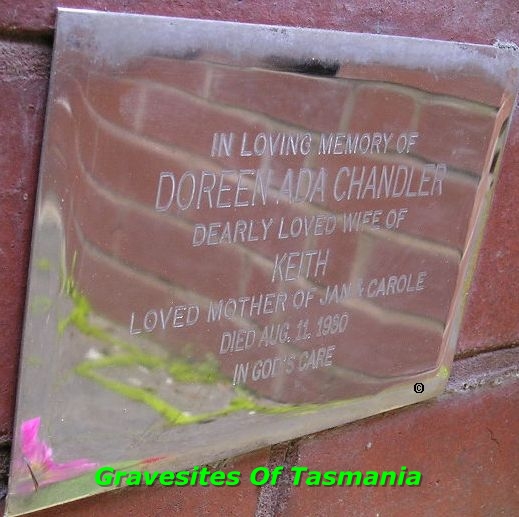 IN LOVING MEMORY OF
DOREEN ADA CHANDLER
DEARLY LOVED WIFE OF
KEITH
LOVED MOTHER OF JAN & CAROLE
DIED AUG. 11. 1980
IN GOD'S CARE
©
Gravesites Of Tasmania